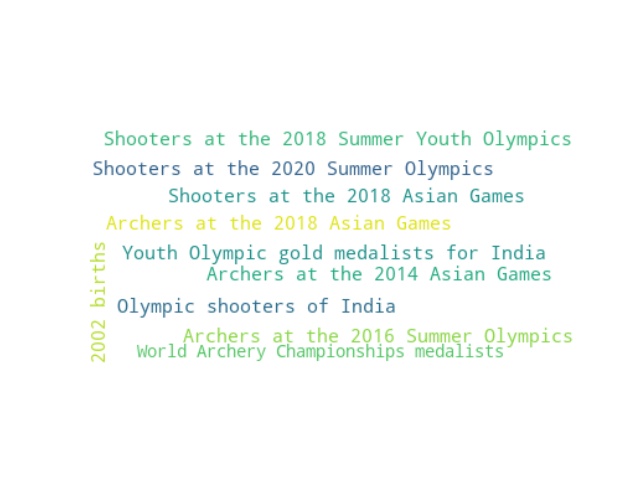 Shooters at the 2018 Summer Youth Olympics
Shooters at the 2020 Summer Olympics
Shooters at the 2018 Asian Games
Archers at the 2018 Asian Games
Youth Olympic gold medalists for India
Archers at the 2014 Asian Games
2002 births
Olympic shooters of India
Archers at the 2016 Summer Olympics
World Archery Championships medalists